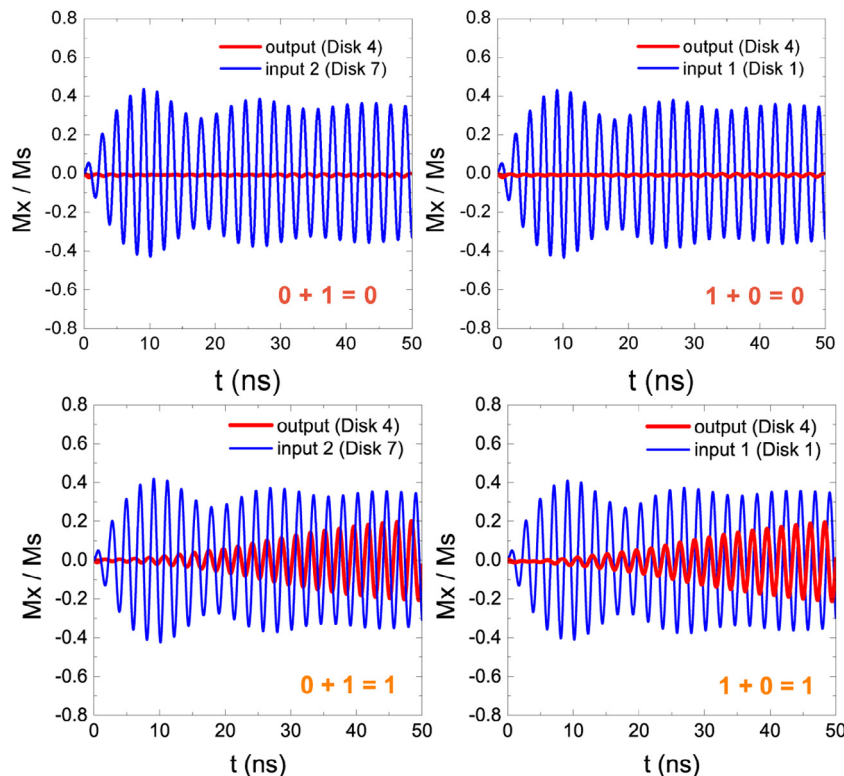 0.8
0.6
0.4
0.2
0.0
-0.2
-0.4
-0.6
-0.8
Mx / Ms
output (Disk 4)
input 2 (Disk 7)
0 + 1 = 0
0 10 20 30 40 50
t (ns)
0.8
0.6
0.4
0.2
0.0
-0.2
-0.4
-0.6
-0.8
output (Disk 4)
input 1 (Disk 1)
1 + 0 = 0
0 10 20 30 40 50
t (ns)
0.8
0.6
0.4
0.2
0.0
-0.2
-0.4
-0.6
-0.8
Mx / Ms
output (Disk 4)
input 2 (Disk 7)
0 + 1 = 1
0 10 20 30 40 50
t (ns)
0.8
0.6
0.4
0.2
0.0
-0.2
-0.4
-0.6
-0.8
output (Disk 4)
input 1 (Disk 1)
1 + 0 = 1
0 10 20 30 40 50
t (ns)